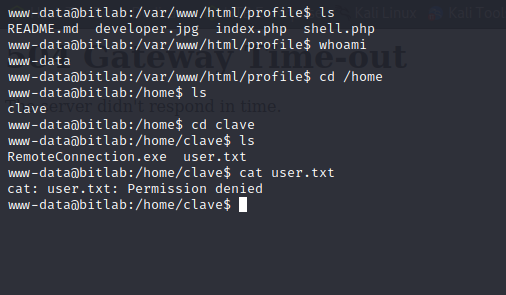 Kali Linux Kali Tool
www-data@bitlab:/var/www/html/profile$ ls
README.md developer.jpg index.php shell.php
www-data@bitlab:/var/www/html/profile$ whoami
www-data
Gateway Time-out
www-data@bitlab:/var/www/html/profile$ cd /home
www-data@bitlab:/home$ ls
clave
server didn't respond in time.
www-data@bitlab:/home$ cd clave
www-data@bitlab:/home/clave$ ls
RemoteConnection.exe user.txt
www-data@bitlab:/home/clave$ cat user.txt
cat: user.txt: Permission denied
www-data@bitlab:/home/clave$